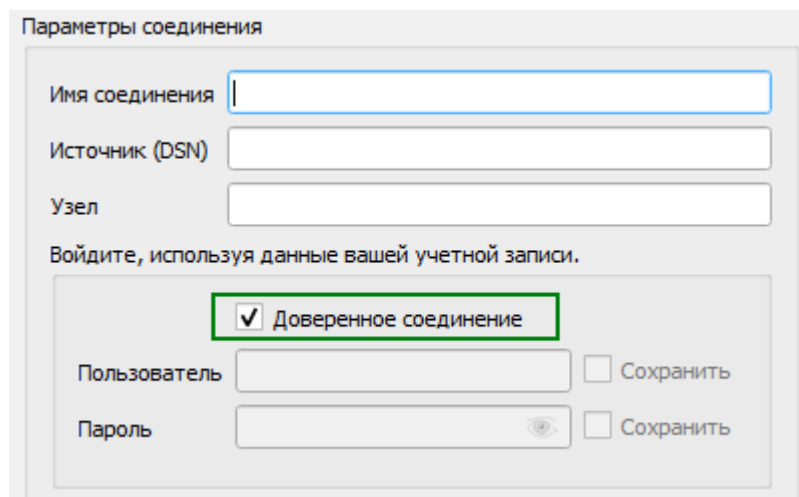 Параметры соединения
Имя соединения
Источник (DSN)
Узел
Войдите, используя данные вашей учетной записи.
Доверенное соединение
Пользователь Сохранить
Пароль Сохранить